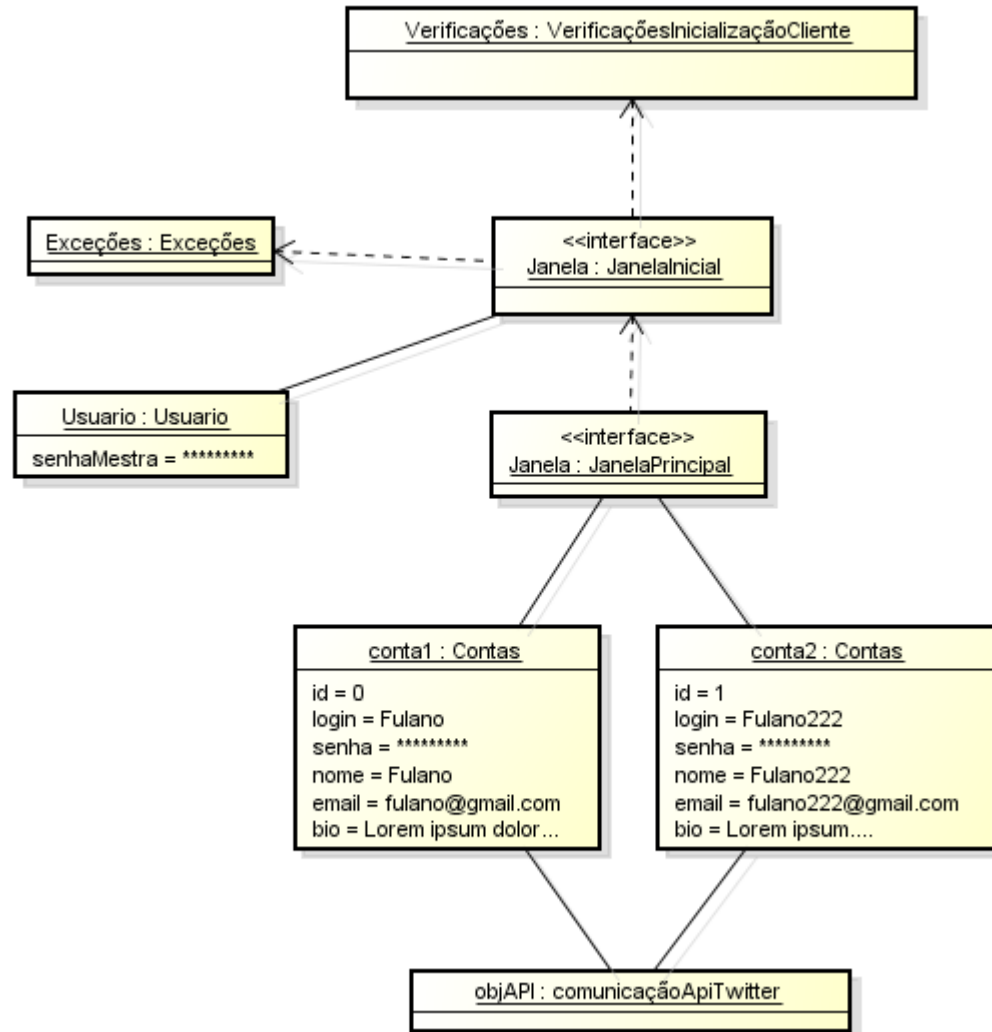 Verificações : VerificaçõesInicializaçãoCliente
Exceções : Exceções
<<interface>>
Janela : JanelaInicial
Usuario : Usuario
senhaMestra = *********
<<interface>>
Janela : JanelaPrincipal
conta1 : Contas
id = 0
login = Fulano
senha = *********
nome = Fulano
email = fulano@gmail.com
bio = Lorem ipsum dolor...
conta2 : Contas
id = 1
login = Fulano222
senha = *********
nome = Fulano222
email = fulano222@gmail.com
bio = Lorem ipsum....
objAPI : comunicaçãoApiTwitter